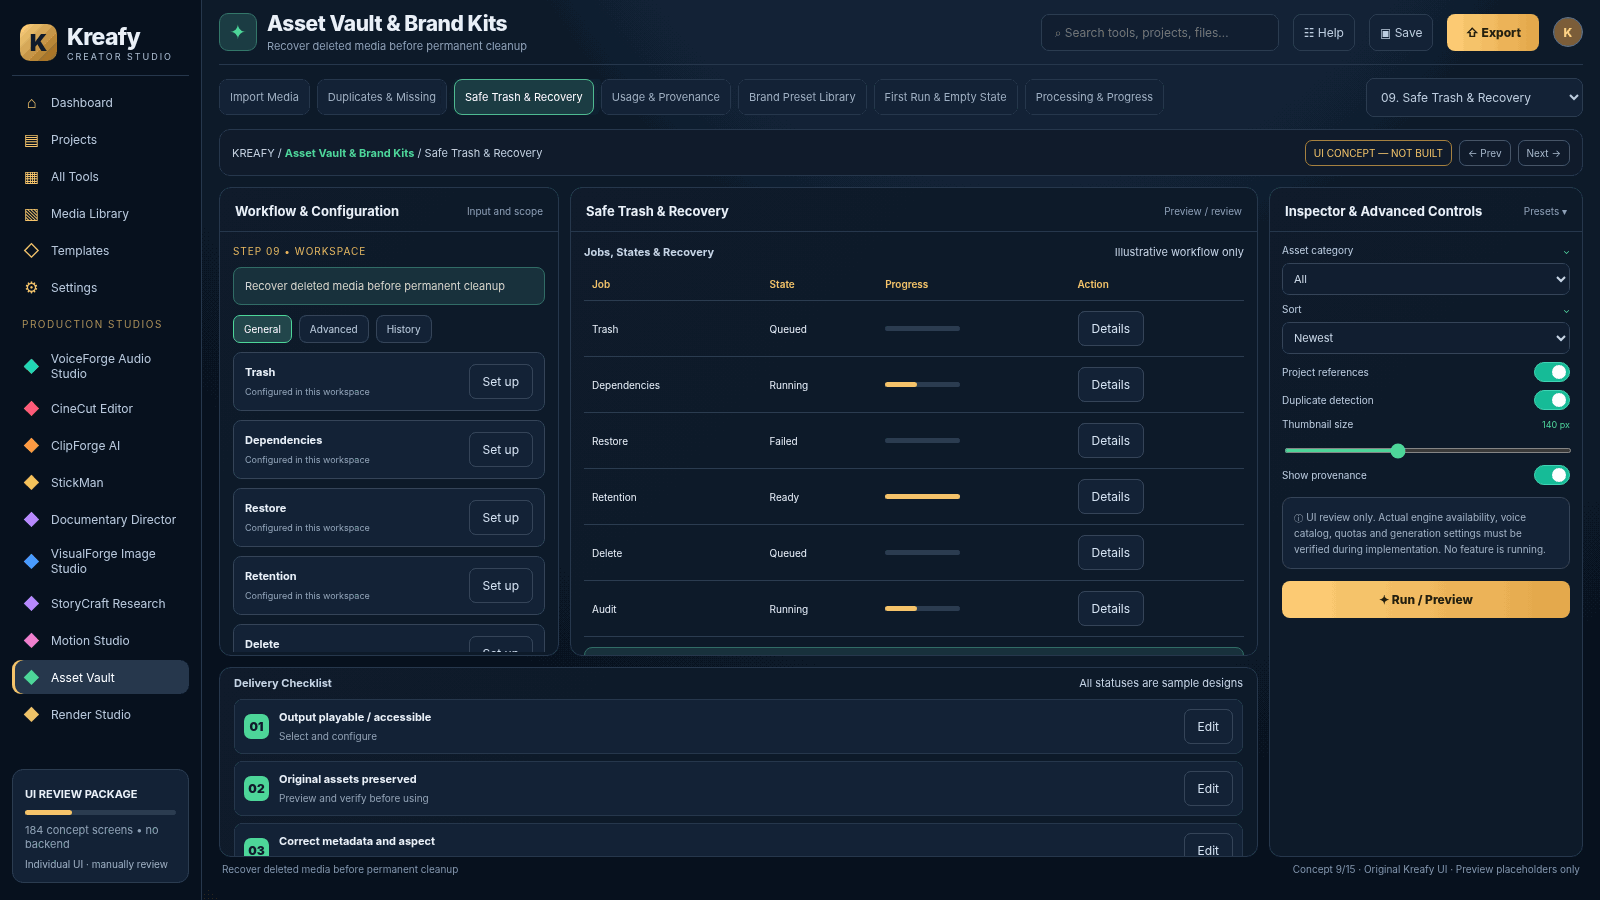 K
Kreafy
CREATOR STUDIO
Dashboard
Projects
All Tools
Media Library
Templates
Settings
PRODUCTION STUDIOS
VoiceForge Audio
Studio
CineCut Editor
ClipForge AI
StickMan
Documentary Director
VisualForge Image
Studio
StoryCraft Research
Motion Studio
Asset Vault
Render Studio
UI REVIEW PACKAGE
184 concept screens • no
backend
Individual UI · manually review
Asset Vault & Brand Kits
Recover deleted media before permanent cleanup
Search tools, projects, files...
Help
Save
Export
K
Import Media
Duplicates & Missing
Safe Trash & Recovery
Usage & Provenance
Brand Preset Library
First Run & Empty State
Processing & Progress
09. Safe Trash & Recovery
KREAFY / Asset Vault & Brand Kits / Safe Trash & Recovery
UI CONCEPT — NOT BUILT
← Prev
Next →
Workflow & Configuration
Input and scope
STEP 09 • WORKSPACE
Recover deleted media before permanent cleanup
General
Advanced
History
Trash
Configured in this workspace
Set up
Dependencies
Configured in this workspace
Set up
Restore
Configured in this workspace
Set up
Retention
Configured in this workspace
Set up
Delete
Set up
Safe Trash & Recovery
Preview / review
Jobs, States & Recovery
Illustrative workflow only
Job State Progress Action
Trash Queued Details
Dependencies Running Details
Restore Failed Details
Retention Ready Details
Delete Queued Details
Audit Running Details
Delivery Checklist
All statuses are sample designs
01
Output playable / accessible
Select and configure
Edit
02
Original assets preserved
Preview and verify before using
Edit
03
Correct metadata and aspect
Edit
Inspector & Advanced Controls
Presets ▾
Asset category
All
Sort
Newest
Project references
Duplicate detection
Thumbnail size
140 px
Show provenance
ⓘ UI review only. Actual engine availability, voice
catalog, quotas and generation settings must be
verified during implementation. No feature is running.
✦ Run / Preview
Recover deleted media before permanent cleanup
Concept 9/15 · Original Kreafy UI · Preview placeholders only